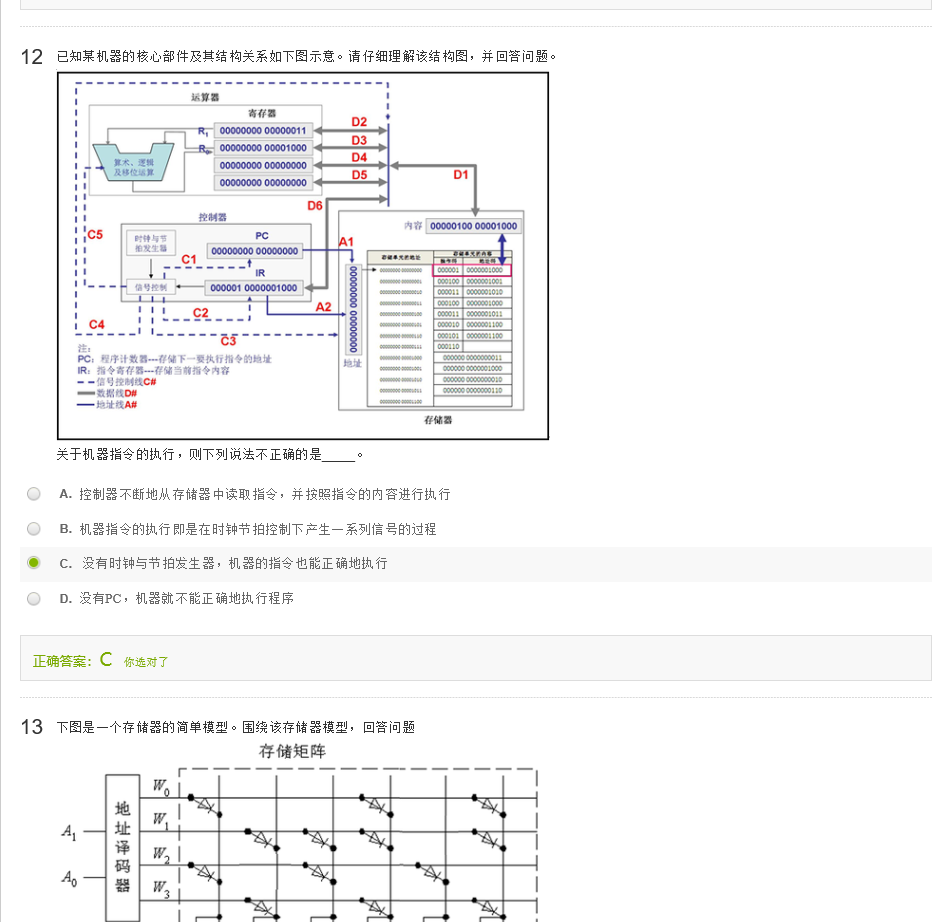 12 已知某机器的核心部件及其结构关系如下图示意。请仔细理解该结构图，并回答问题。
运算器
寄存器
R1 00000000 00000011 D2
R0 00000000 00001000 D3
00000000 00000000 D4
00000000 00000000 D5
算术、逻辑
及移位运算
D1
D6
控制器
内容 00000100 00001000
C5
时钟与节
拍发生器
PC
00000000 00000000
A1
C1
IR
信号控制
000001 0000001000
C2
A2
C4
C3
存储单元的地址
存储单元的内容
操作码 地址码
00000000 00000000 000001 0000001000
00000000 00000001 000100 0000001001
00000000 00000010 000011 0000001010
00000000 00000011 000100 0000001000
00000000 00000100 000011 0000001011
00000000 00000101 000010 0000001100
00000000 00000110 000101 0000001100
00000000 00000111 000110
00000000 00001000 000000 0000000011
00000000 00001001 000000 0000001000
00000000 00001010 000000 0000000010
00000000 00001011 000000 0000000110
00000000 00001100
地址
存储器
注:
PC: 程序计数器---存储下一要执行指令的地址
IR: 指令寄存器---存储当前指令内容
信号控制线C#
数据线D#
地址线A#
关于机器指令的执行，则下列说法不正确的是_____。
A. 控制器不断地从存储器中读取指令，并按照指令的内容进行执行
B. 机器指令的执行即是在时钟节拍控制下产生一系列信号的过程
C. 没有时钟与节拍发生器，机器的指令也能正确地执行
D. 没有PC，机器就不能正确地执行程序
正确答案: C 你选对了
13 下图是一个存储器的简单模型。围绕该存储器模型，回答问题
存储矩阵
地址译码器
W0
W1
W2
W3
A1
A0